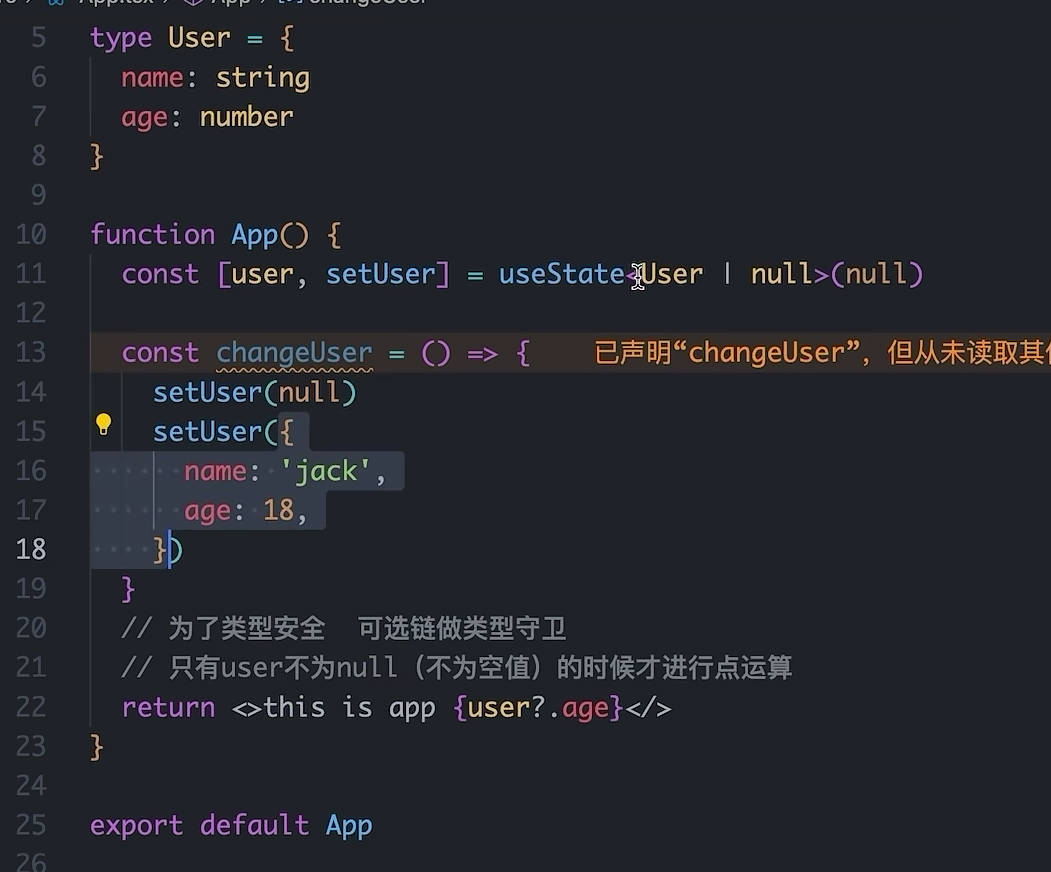 App.tsx > App > changeUser
5 type User = {
6 name: string
7 age: number
8 }
9
10 function App() {
11 const [user, setUser] = useState<User | null>(null)
12
13 const changeUser = () => { 已声明“changeUser”，但从未读取其
14 setUser(null)
15 setUser({
16 name: 'jack',
17 age: 18,
18 })
19 }
20 // 为了类型安全 可选链做类型守卫
21 // 只有user不为null（不为空值）的时候才进行点运算
22 return <>this is app {user?.age}</>
23 }
24
25 export default App
26